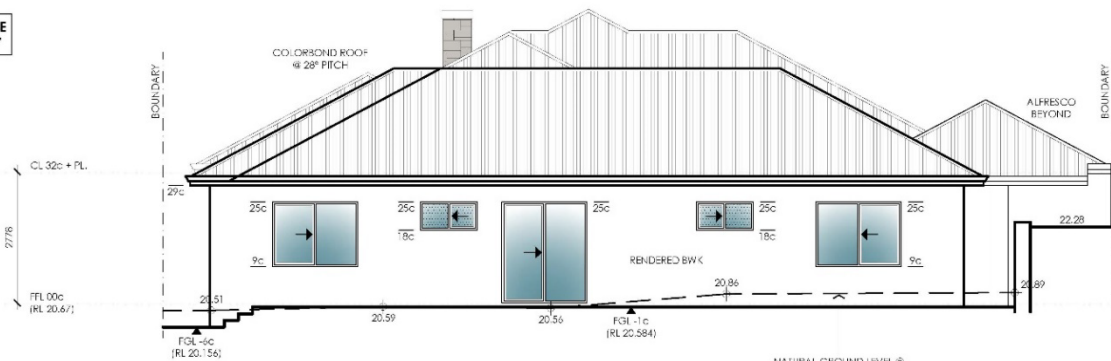 E
COLORBOND ROOF
@ 28° PITCH
BOUNDARY
BOUNDARY
ALFRESCO
BEYOND
CL 32c + PL.
29c
25c
25c
25c
25c
25c
18c
18c
22.28
2778
9c
RENDERED BWK
9c
20.86
20.89
FFL 00c
(RL 20.67)
20.51
20.59
20.56
FGL -1c
(RL 20.584)
FGL -6c
(RL 20.156)
NATURAL GROUND LEVEL @